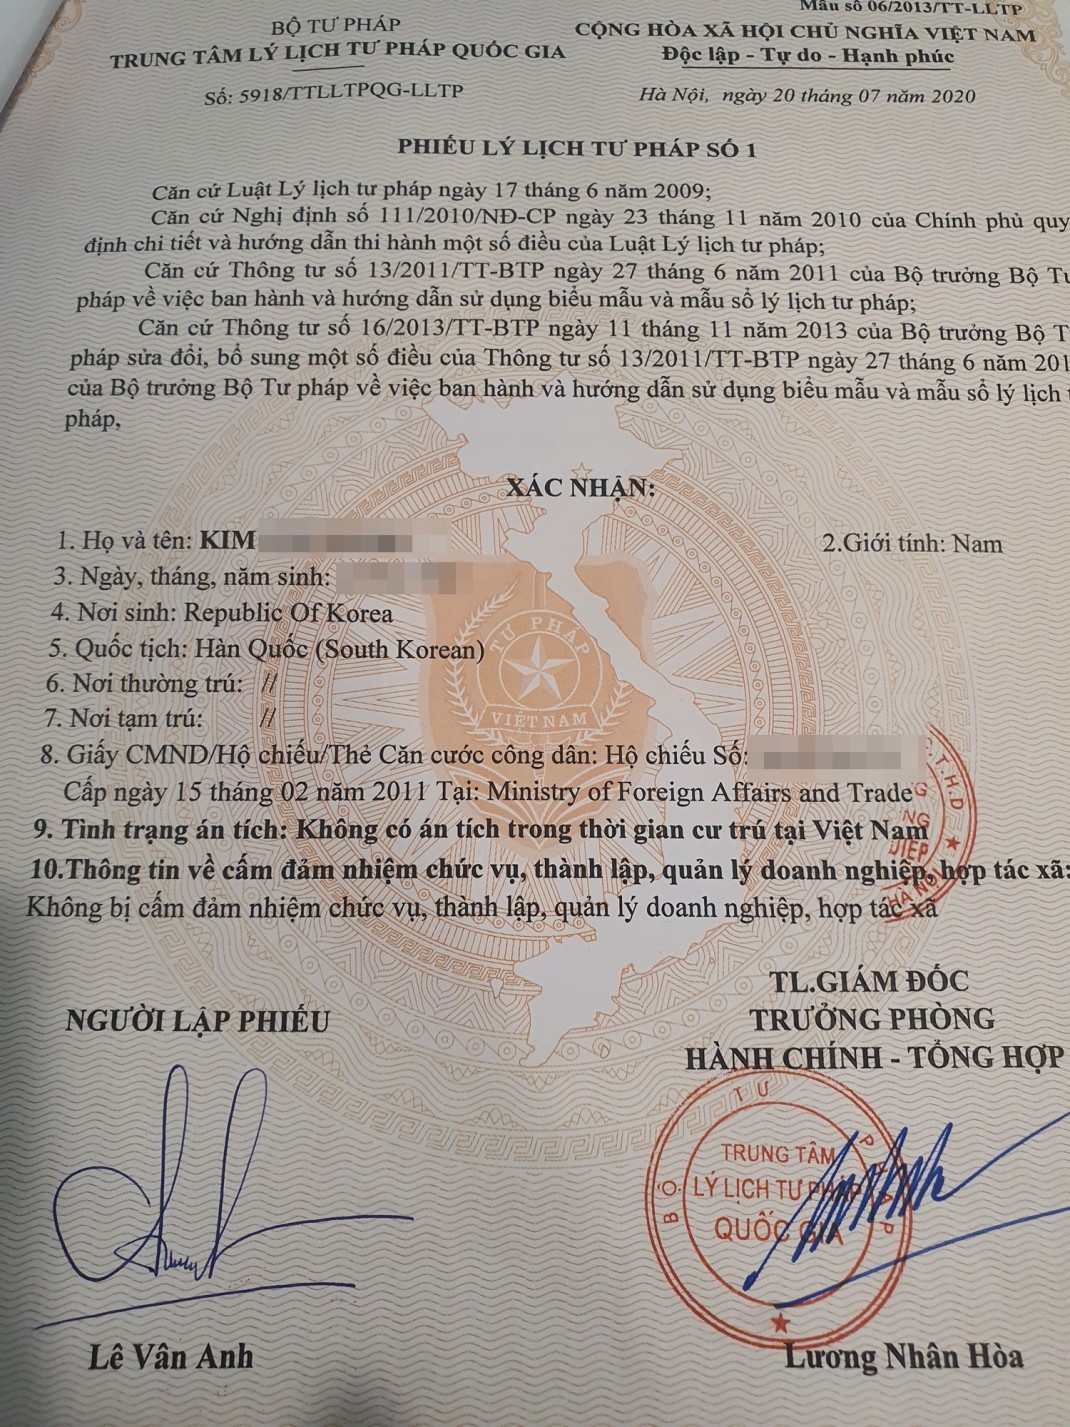 Mẫu số 06/2013/TT-LLTP
BỘ TƯ PHÁP
TRUNG TÂM LÝ LỊCH TƯ PHÁP QUỐC GIA
Số: 5918/TTLLTPQG-LLTP
CỘNG HÒA XÃ HỘI CHỦ NGHĨA VIỆT NAM
Độc lập - Tự do - Hạnh phúc
Hà Nội, ngày 20 tháng 07 năm 2020
PHIẾU LÝ LỊCH TƯ PHÁP SỐ 1
Căn cứ Luật Lý lịch tư pháp ngày 17 tháng 6 năm 2009;
Căn cứ Nghị định số 111/2010/NĐ-CP ngày 23 tháng 11 năm 2010 của Chính phủ quy
định chi tiết và hướng dẫn thi hành một số điều của Luật Lý lịch tư pháp;
Căn cứ Thông tư số 13/2011/TT-BTP ngày 27 tháng 6 năm 2011 của Bộ trưởng Bộ Tư
pháp về việc ban hành và hướng dẫn sử dụng biểu mẫu và mẫu sổ lý lịch tư pháp;
Căn cứ Thông tư số 16/2013/TT-BTP ngày 11 tháng 11 năm 2013 của Bộ trưởng Bộ T
pháp sửa đổi, bổ sung một số điều của Thông tư số 13/2011/TT-BTP ngày 27 tháng 6 năm 201
của Bộ trưởng Bộ Tư pháp về việc ban hành và hướng dẫn sử dụng biểu mẫu và mẫu sổ lý lịch t
pháp,
XÁC NHẬN:
1. Họ và tên: KIM
2.Giới tính: Nam
3. Ngày, tháng, năm sinh:
4. Nơi sinh: Republic Of Korea
5. Quốc tịch: Hàn Quốc (South Korean)
6. Nơi thường trú: //
7. Nơi tạm trú: //
TƯ PHÁP
VIỆT NAM
8. Giấy CMND/Hộ chiếu/Thẻ Căn cước công dân: Hộ chiếu Số:
Cấp ngày 15 tháng 02 năm 2011 Tại: Ministry of Foreign Affairs and Trade
9. Tình trạng án tích: Không có án tích trong thời gian cư trú tại Việt Nam
10.Thông tin về cấm đảm nhiệm chức vụ, thành lập, quản lý doanh nghiệp, hợp tác xã:
Không bị cấm đảm nhiệm chức vụ, thành lập, quản lý doanh nghiệp, hợp tác xã
.T.H.D
NG
NGƯỜI LẬP PHIẾU
TL.GIÁM ĐỐC
TRƯỞNG PHÒNG
HÀNH CHÍNH - TỔNG HỢP
BỘ TƯ PHÁP
TRUNG TÂM
LÝ LỊCH TƯ PHÁP
QUỐC GIA
Lê Vân Anh
Lương Nhân Hòa